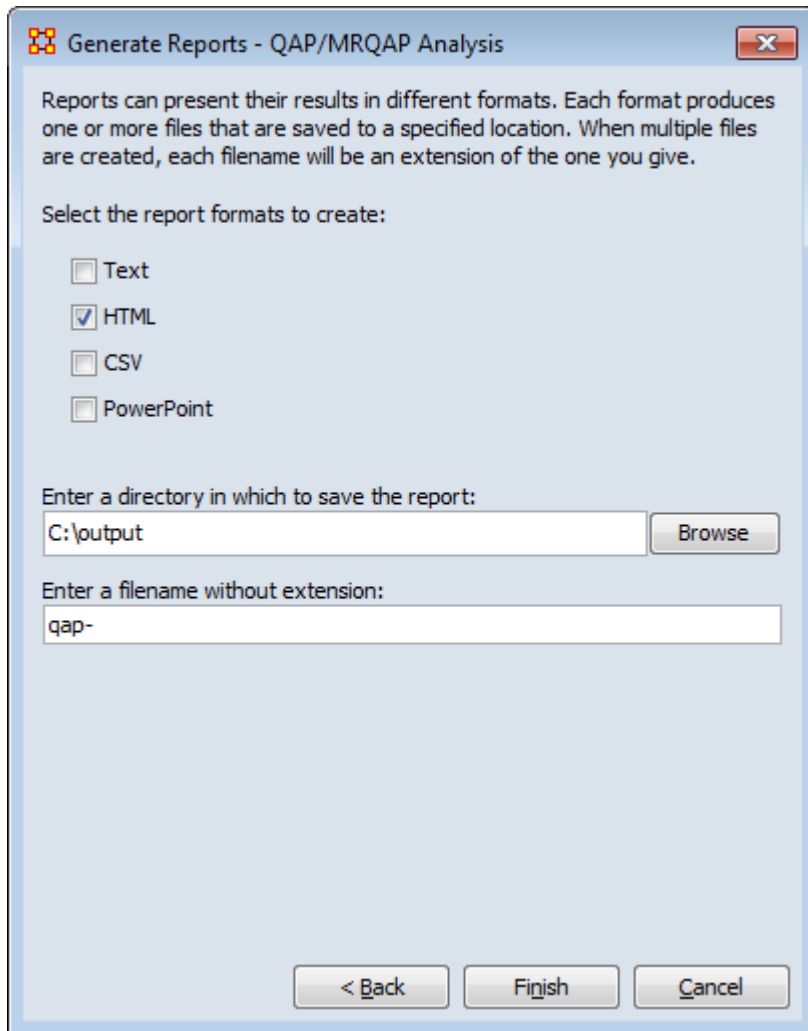 Generate Reports - QAP/MRQAP Analysis
Reports can present their results in different formats. Each format produces
one or more files that are saved to a specified location. When multiple files
are created, each filename will be an extension of the one you give.
Select the report formats to create:
Text
HTML
CSV
PowerPoint
Enter a directory in which to save the report:
C:\output
Browse
Enter a filename without extension:
qap-
< Back
Finish
Cancel